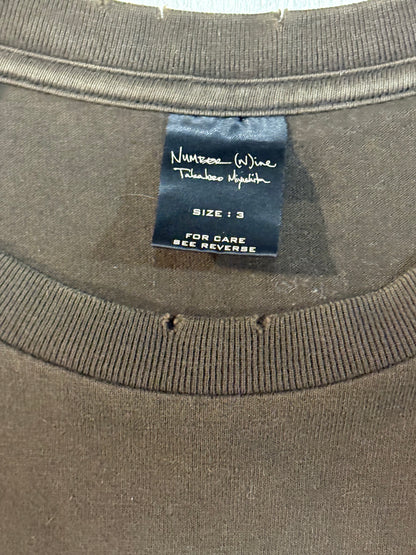 NUMBER (N)ine
Takahiro Miyashita
SIZE : 3
FOR CARE
SEE REVERSE